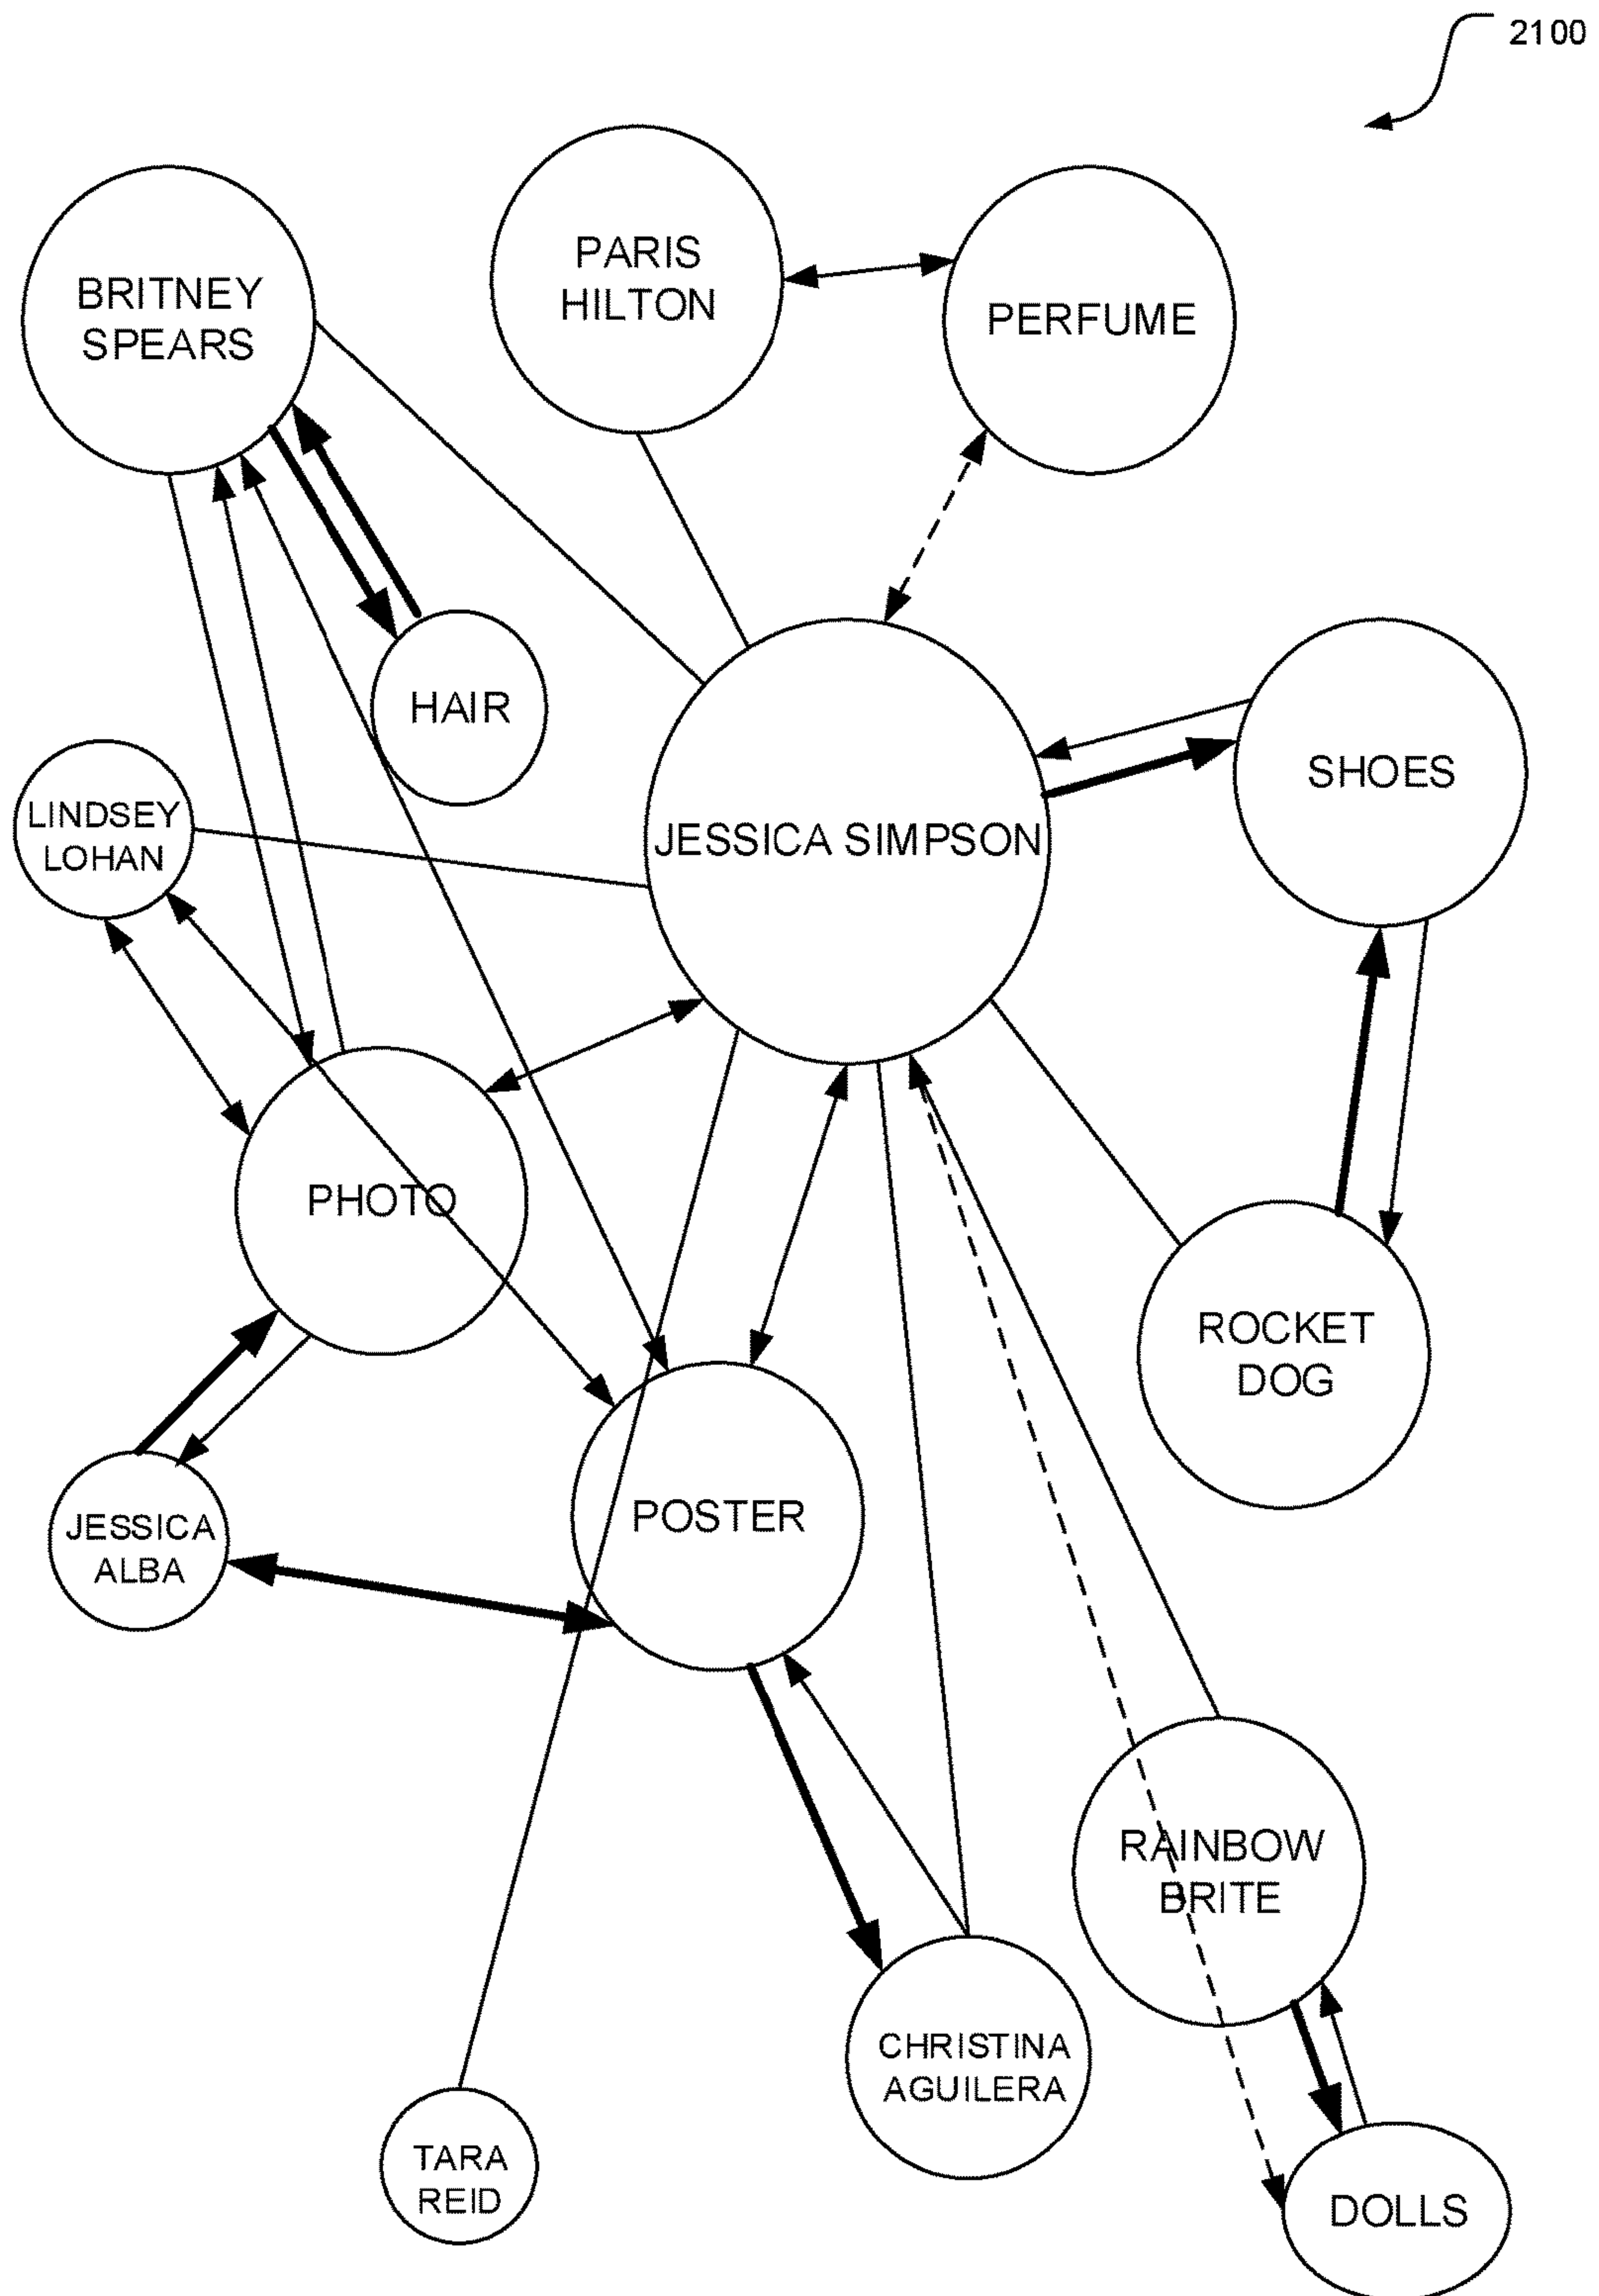 2100
BRITNEY
SPEARS
PARIS
HILTON
PERFUME
HAIR
LINDSEY
LOHAN
JESSICA SIMPSON
SHOES
PHOTO
ROCKET
DOG
JESSICA
ALBA
POSTER
RAINBOW
BRITE
CHRISTINA
AGUILERA
TARA
REID
DOLLS